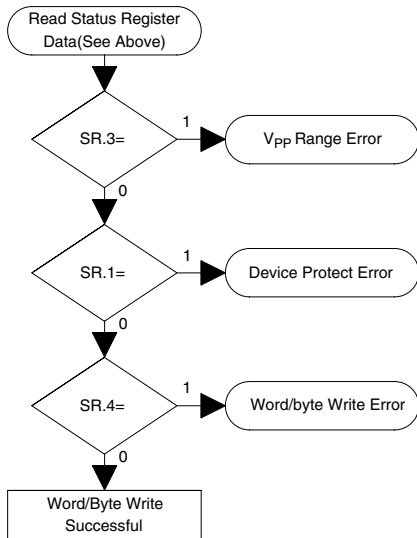 Read Status Register
Data(See Above)
SR.3=
1
VPP Range Error
0
SR.1=
1
Device Protect Error
0
SR.4=
1
Word/byte Write Error
0
Word/Byte Write
Successful